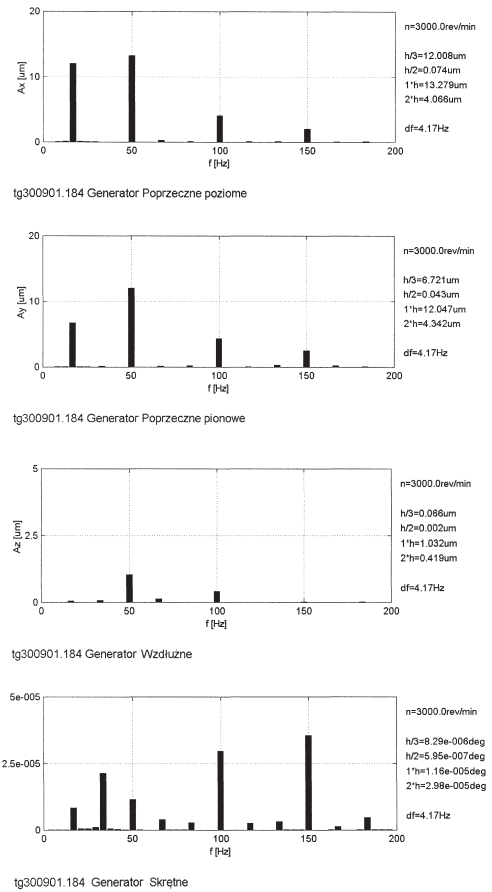 20
n=3000.0rev/min
h/3=12.008um
h/2=0.074um
1*h=13.279um
2*h=4.066um
df=4.17Hz
Ax [um]
10
0
0 50 100 150 200
f [Hz]
tg300901.184 Generator Poprzeczne poziome
20
n=3000.0rev/min
h/3=6.721um
h/2=0.043um
1*h=12.047um
2*h=4.342um
df=4.17Hz
Ay [um]
10
0
0 50 100 150 200
f [Hz]
tg300901.184 Generator Poprzeczne pionowe
5
n=3000.0rev/min
h/3=0.066um
h/2=0.002um
1*h=1.032um
2*h=0.419um
df=4.17Hz
Az [um]
2.5
0
0 50 100 150 200
f [Hz]
tg300901.184 Generator Wzdłużne
5e-005
n=3000.0rev/min
h/3=8.29e-006deg
h/2=5.95e-007deg
1*h=1.16e-005deg
2*h=2.98e-005deg
df=4.17Hz
2.5e-005
0
0 50 100 150 200
f [Hz]
tg300901.184 Generator Skrętne